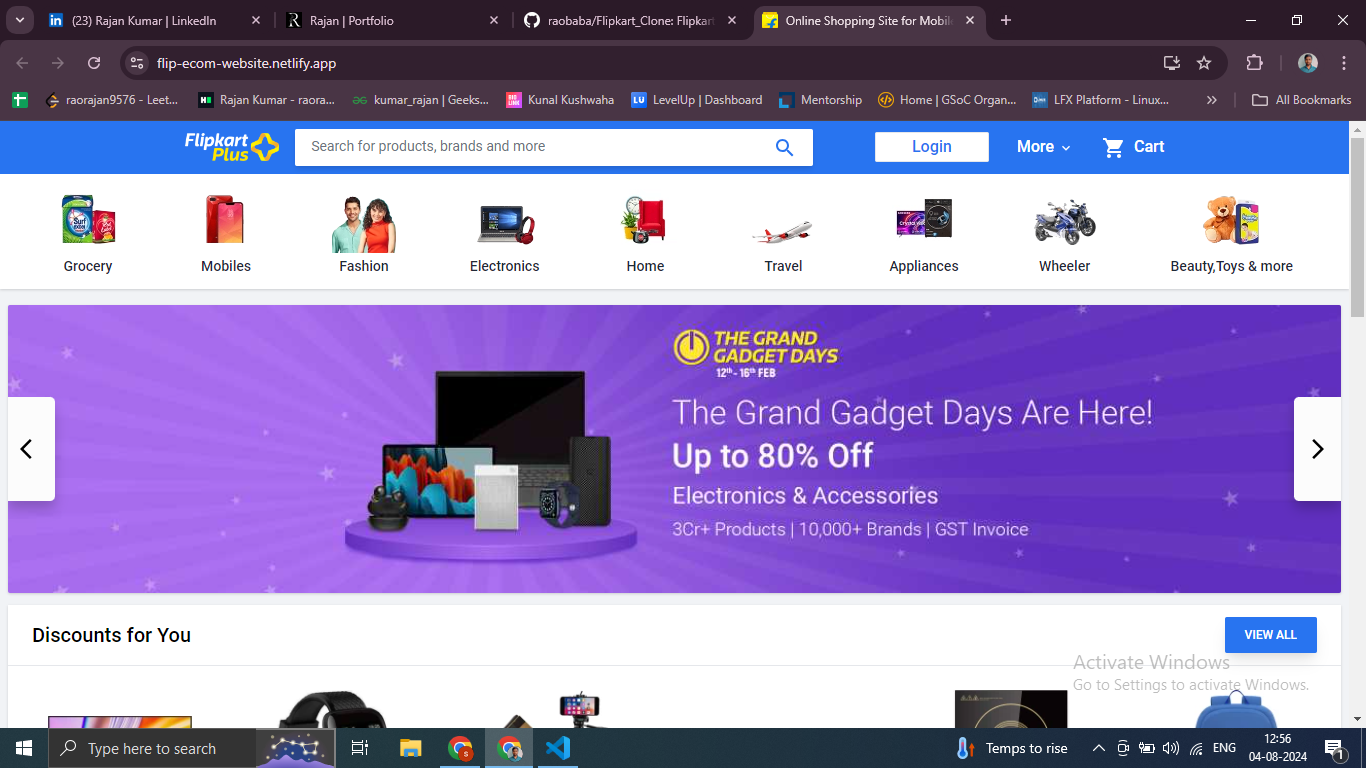 (23) Rajan Kumar | LinkedIn
Rajan | Portfolio
raobaba/Flipkart_Clone: Flipkart
Online Shopping Site for Mobile
flip-ecom-website.netlify.app
raorajan9576 - Leet...
Rajan Kumar - raora...
kumar_rajan | Geeks...
Kunal Kushwaha
LevelUp | Dashboard
Mentorship
Home | GSoC Organ...
LFX Platform - Linux...
All Bookmarks
Flipkart
Plus
Search for products, brands and more
Login
More
Cart
Grocery
Mobiles
Fashion
Electronics
Home
Travel
Appliances
Wheeler
Beauty,Toys & more
THE GRAND
GADGET DAYS
12th - 16th FEB
The Grand Gadget Days Are Here!
Up to 80% Off
Electronics & Accessories
3Cr+ Products | 10,000+ Brands | GST Invoice
Discounts for You
VIEW ALL
Activate Windows
Go to Settings to activate Windows.
Type here to search
Temps to rise
ENG
12:56
04-08-2024
1